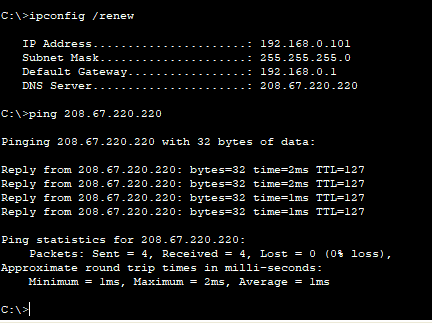 C:\>ipconfig /renew
IP Address......................: 192.168.0.101
Subnet Mask.....................: 255.255.255.0
Default Gateway.................: 192.168.0.1
DNS Server......................: 208.67.220.220
C:\>ping 208.67.220.220
Pinging 208.67.220.220 with 32 bytes of data:
Reply from 208.67.220.220: bytes=32 time=2ms TTL=127
Reply from 208.67.220.220: bytes=32 time=2ms TTL=127
Reply from 208.67.220.220: bytes=32 time=1ms TTL=127
Reply from 208.67.220.220: bytes=32 time=1ms TTL=127
Ping statistics for 208.67.220.220:
Packets: Sent = 4, Received = 4, Lost = 0 (0% loss),
Approximate round trip times in milli-seconds:
Minimum = 1ms, Maximum = 2ms, Average = 1ms
C:\>